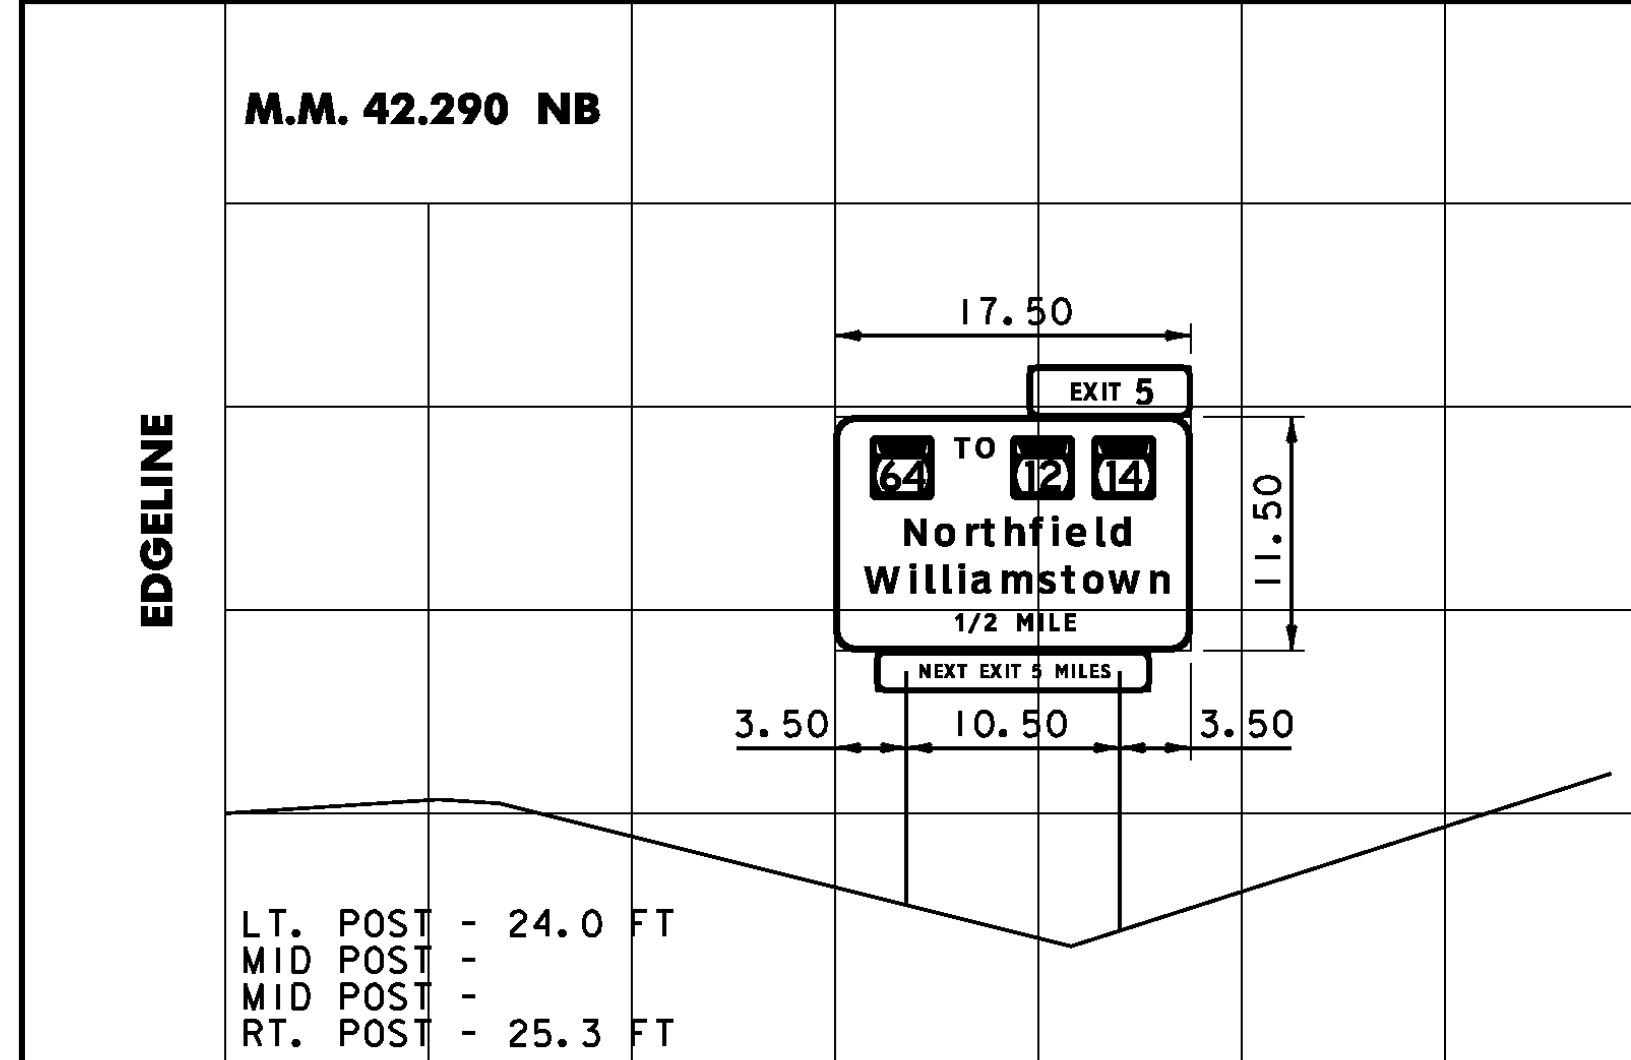 M.M. 42.290 NB
17.50
EXIT 5
64 TO 12 14
Northfield
Williamstown
1/2 MILE
NEXT EXIT 5 MILES
11.50
EDGELINE
3.50 10.50 3.50
LT. POST - 24.0 FT
MID POST -
MID POST -
RT. POST - 25.3 FT